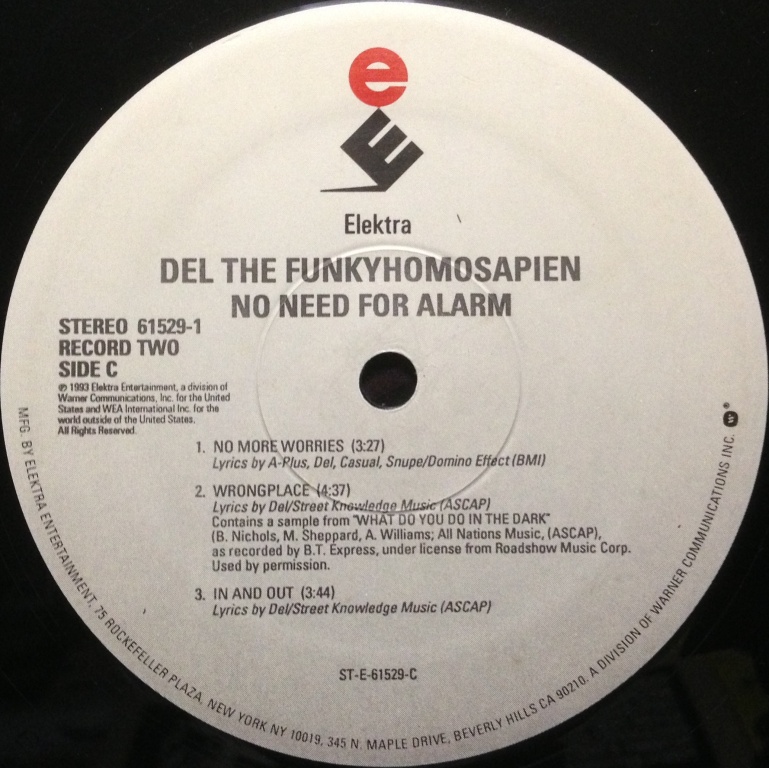 e
E
Elektra
DEL THE FUNKYHOMOSAPIEN
NO NEED FOR ALARM
STEREO 61529-1
RECORD TWO
SIDE C
℗ 1993 Elektra Entertainment, a division of
Warner Communications, Inc. for the United
States and WEA International Inc. for the
world outside of the United States.
All Rights Reserved.
1. NO MORE WORRIES (3:27)
Lyrics by A-Plus, Del, Casual, Snupe/Domino Effect (BMI)
2. WRONGPLACE (4:37)
Lyrics by Del/Street Knowledge Music (ASCAP)
Contains a sample from "WHAT DO YOU DO IN THE DARK"
(B. Nichols, M. Sheppard, A. Williams; All Nations Music, (ASCAP),
as recorded by B.T. Express, under license from Roadshow Music Corp.
Used by permission.
3. IN AND OUT (3:44)
Lyrics by Del/Street Knowledge Music (ASCAP)
ST-E-61529-C
MFG. BY ELEKTRA ENTERTAINMENT, 75 ROCKEFELLER PLAZA, NEW YORK NY 10019, 345 N. MAPLE DRIVE, BEVERLY HILLS CA 90210. A DIVISION OF WARNER COMMUNICATIONS INC. ®